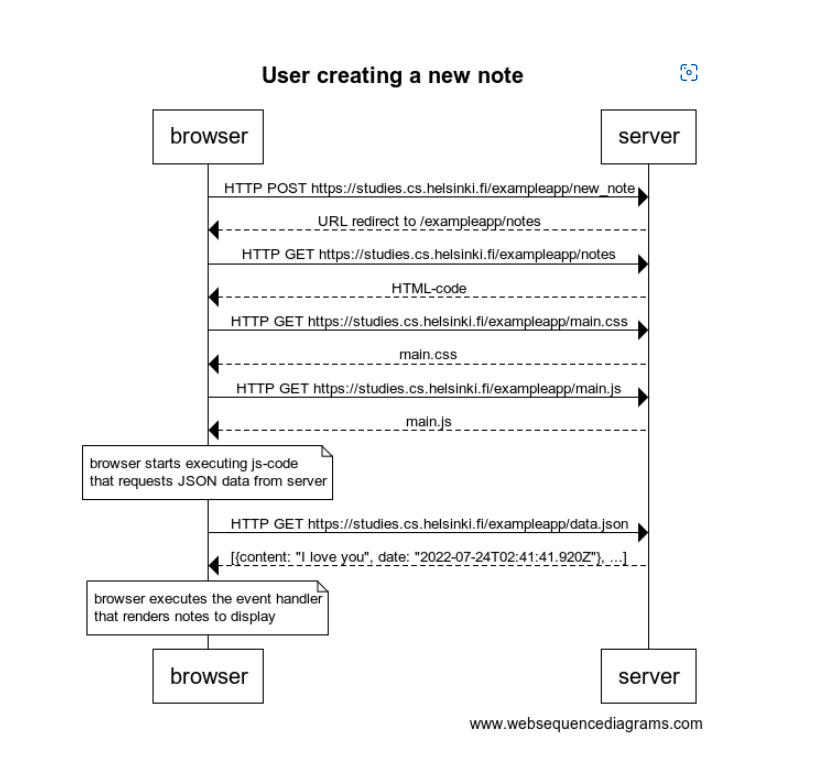 User creating a new note
browser
server
HTTP POST https://studies.cs.helsinki.fi/exampleapp/new_note
URL redirect to /exampleapp/notes
HTTP GET https://studies.cs.helsinki.fi/exampleapp/notes
HTML-code
HTTP GET https://studies.cs.helsinki.fi/exampleapp/main.css
main.css
HTTP GET https://studies.cs.helsinki.fi/exampleapp/main.js
main.js
browser starts executing js-code
that requests JSON data from server
HTTP GET https://studies.cs.helsinki.fi/exampleapp/data.json
[{content: "I love you", date: "2022-07-24T02:41:41.920Z"}, ...]
browser executes the event handler
that renders notes to display
browser
server
www.websequencediagrams.com